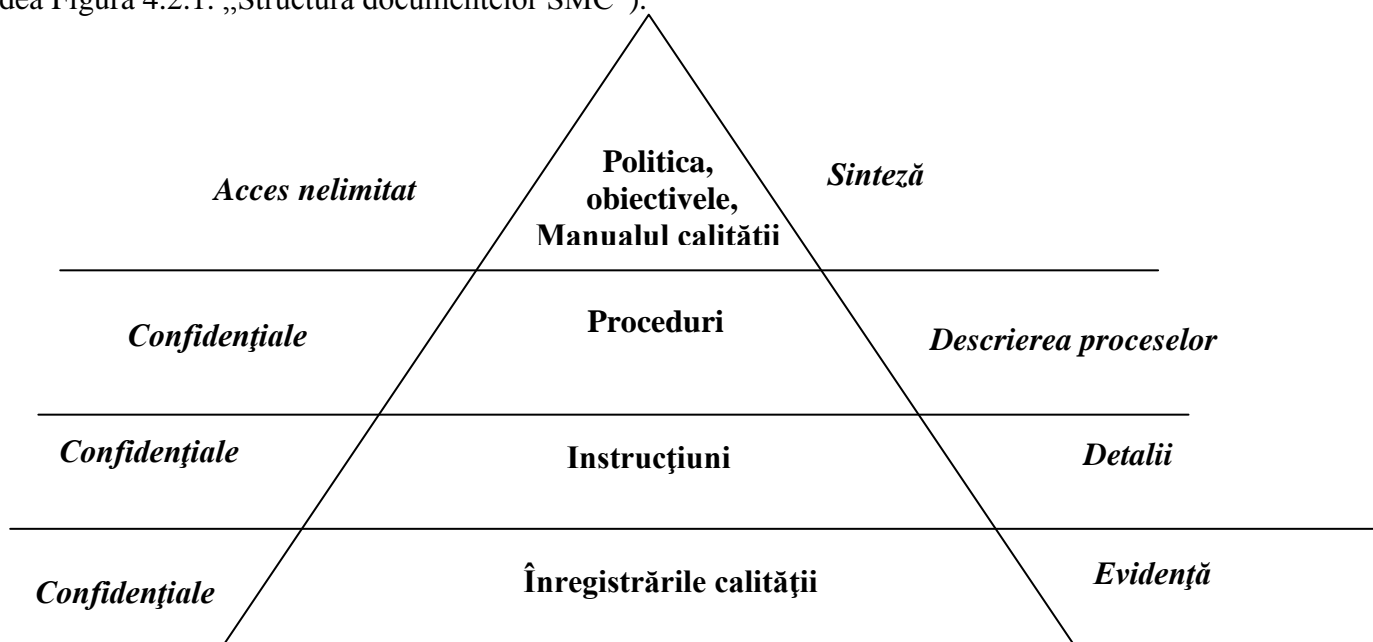 Figura 4.2.1. „Structura documentelor SMC”).
Politica,
Acces nelimitat
obiectivele,
Sinteză
Manualul calităţii
Confidenţiale
Proceduri
Descrierea proceselor
Confidenţiale
Instrucţiuni
Detalii
Confidenţiale
Înregistrările calităţii
Evidenţă